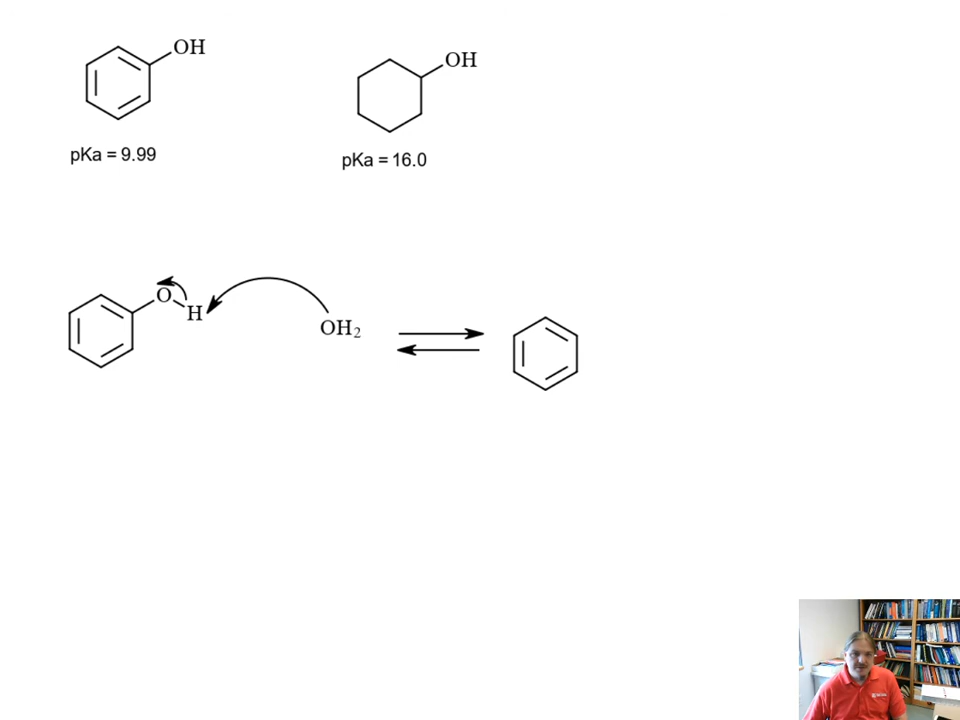 OH
OH
pKa = 9.99
pKa = 16.0
O
H
OH₂